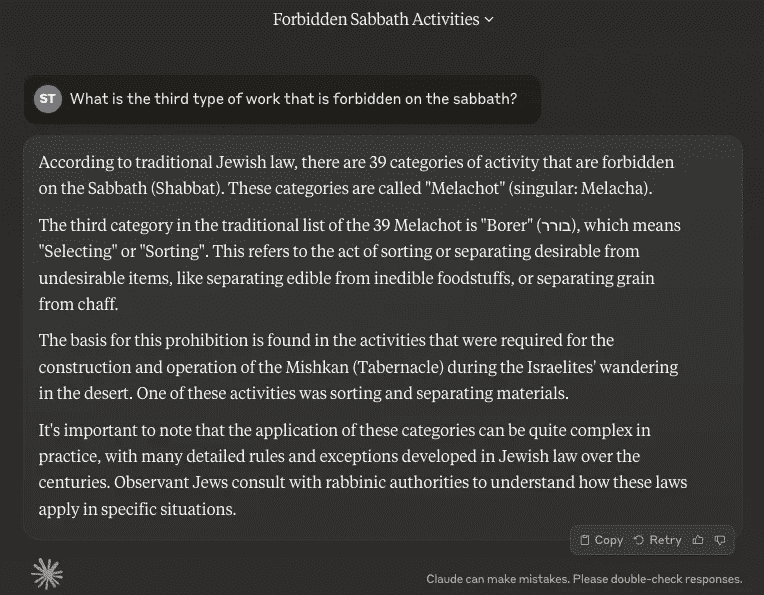 Forbidden Sabbath Activities
ST What is the third type of work that is forbidden on the sabbath?
According to traditional Jewish law, there are 39 categories of activity that are forbidden
on the Sabbath (Shabbat). These categories are called "Melachot" (singular: Melacha).
The third category in the traditional list of the 39 Melachot is "Borer" (בורר), which means
"Selecting" or "Sorting". This refers to the act of sorting or separating desirable from
undesirable items, like separating edible from inedible foodstuffs, or separating grain
from chaff.
The basis for this prohibition is found in the activities that were required for the
construction and operation of the Mishkan (Tabernacle) during the Israelites' wandering
in the desert. One of these activities was sorting and separating materials.
It's important to note that the application of these categories can be quite complex in
practice, with many detailed rules and exceptions developed in Jewish law over the
centuries. Observant Jews consult with rabbinic authorities to understand how these laws
apply in specific situations.
Copy Retry
Claude can make mistakes. Please double-check responses.